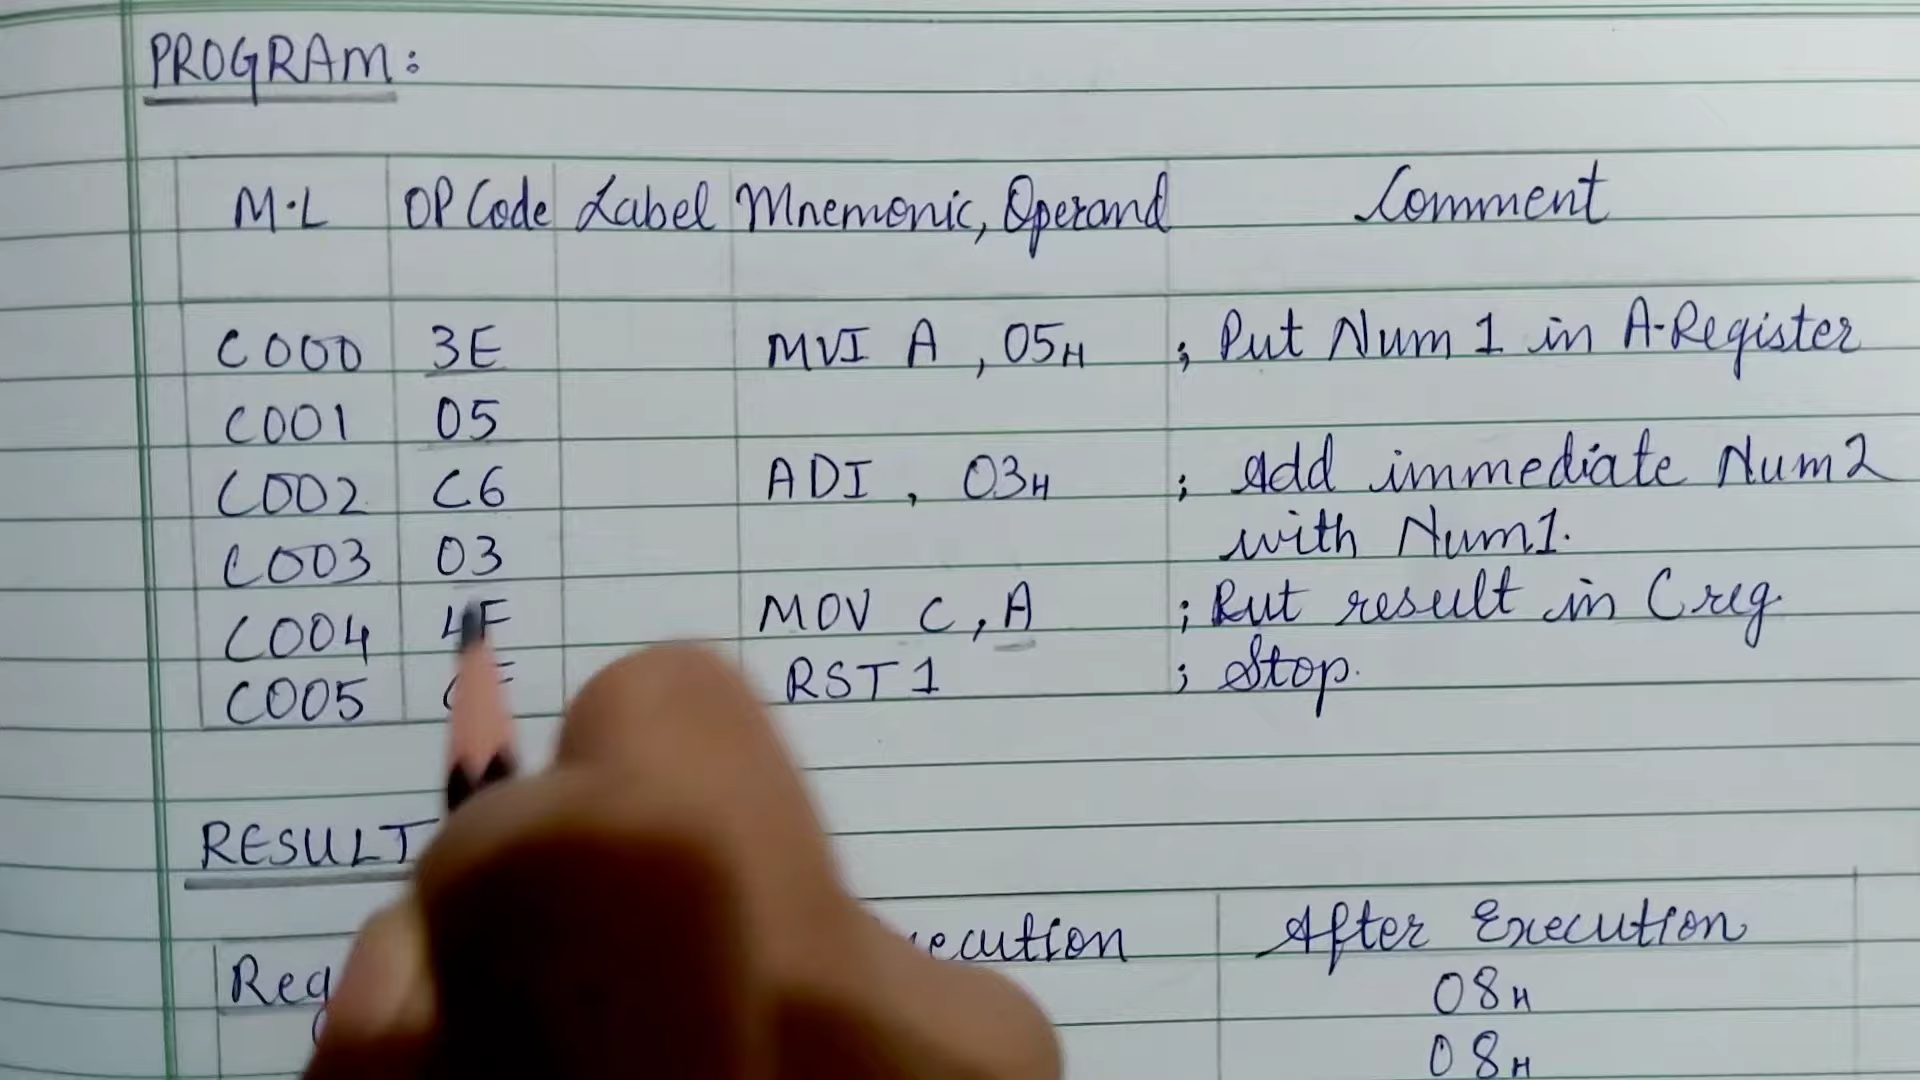 PROGRAM:
M.L OP Code Label Mnemonic, Operand Comment
C000 3E MVI A, 05H ; Put Num 1 in A-Register
C001 05
C002 C6 ADI, 03H ; Add immediate Num2
C003 03 with Num1.
C004 4F MOV C, A ; Put result in C reg
C005 RST 1 ; Stop.
RESULT
Reg After Execution
08H
08H